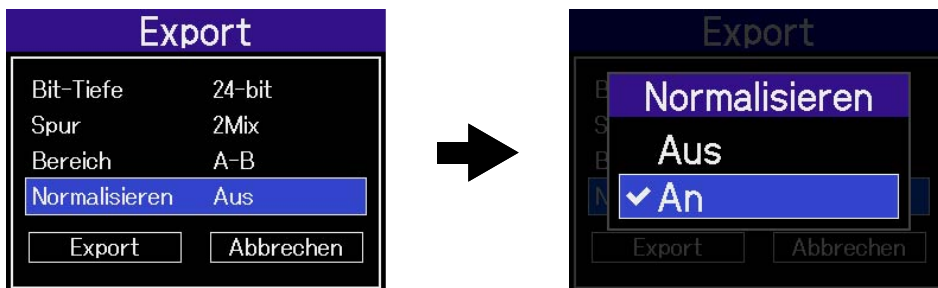 Export
Bit-Tiefe 24-bit
Spur 2Mix
Bereich A-B
Normalisieren Aus
Export Abbrechen
Export
Normalisieren
Aus
An
Export Abbrechen